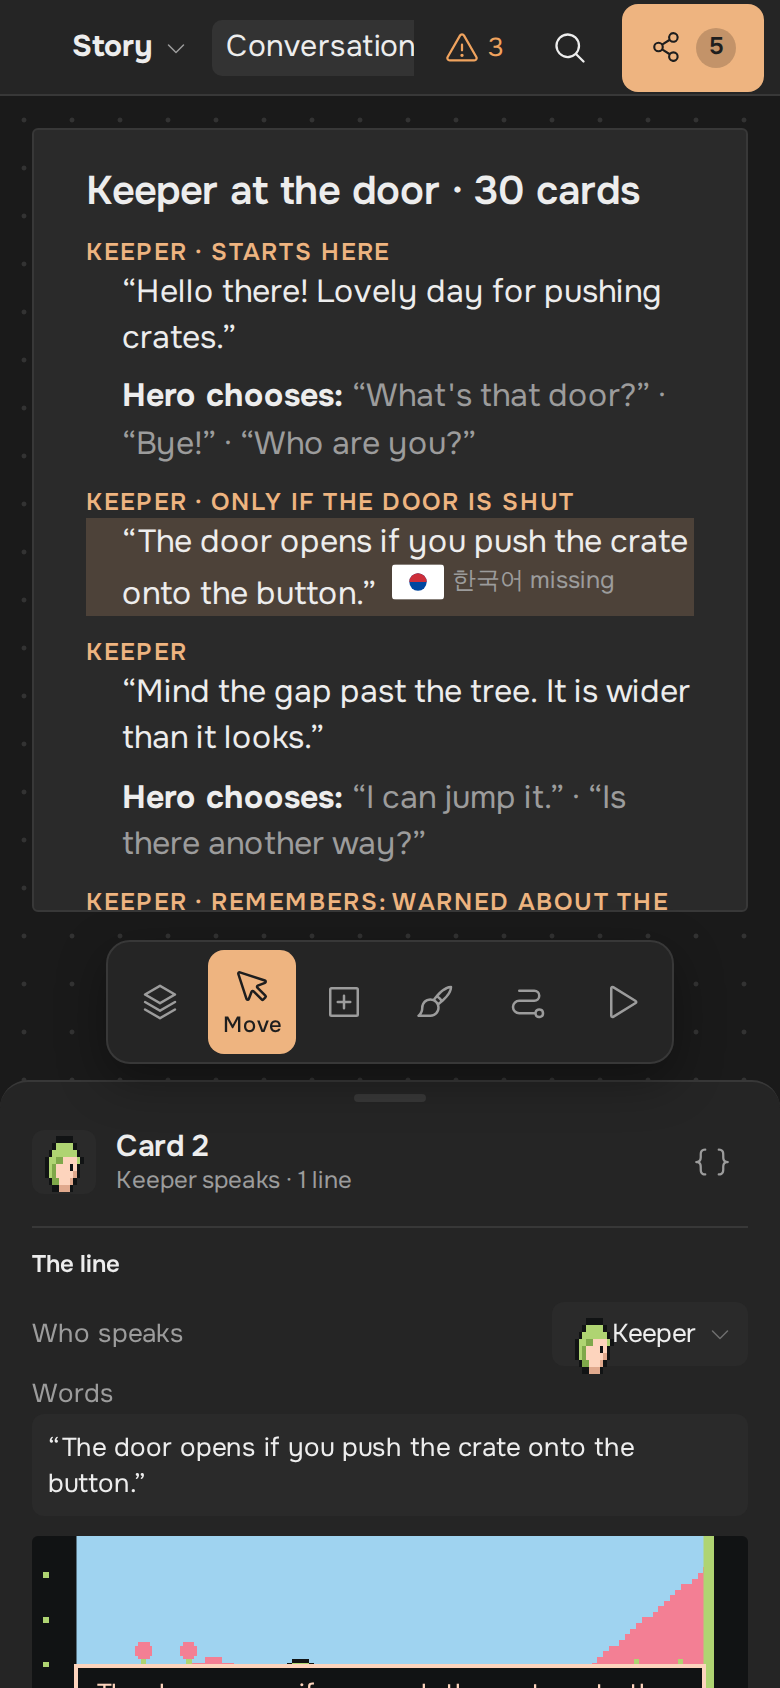 Story
Conversation
3
5
Keeper at the door · 30 cards
KEEPER · STARTS HERE
“Hello there! Lovely day for pushing
crates.”
Hero chooses: “What's that door?” ·
“Bye!” · “Who are you?”
KEEPER · ONLY IF THE DOOR IS SHUT
“The door opens if you push the crate
onto the button.” 한국어 missing
KEEPER
“Mind the gap past the tree. It is wider
than it looks.”
Hero chooses: “I can jump it.” · “Is
there another way?”
KEEPER · REMEMBERS: WARNED ABOUT THE
Move
Card 2
Keeper speaks · 1 line
The line
Who speaks
Keeper
Words
“The door opens if you push the crate onto the
button.”